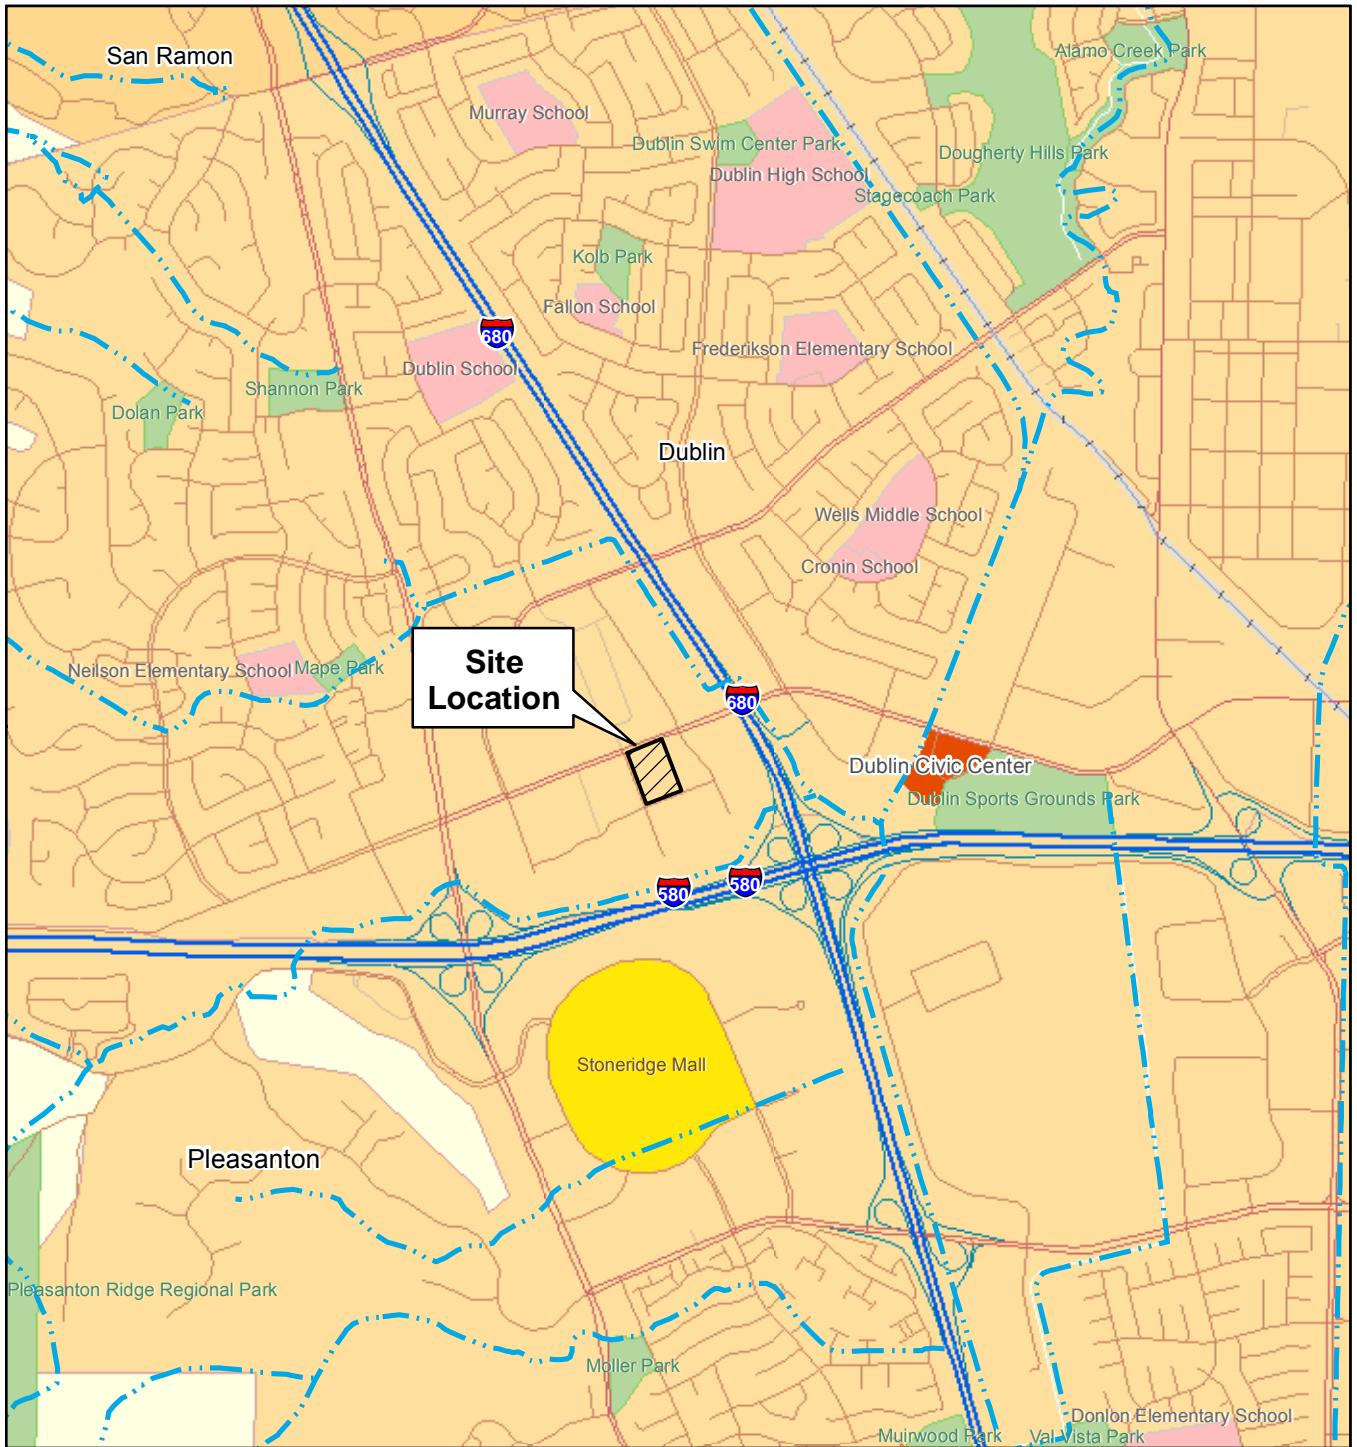 San Ramon
Alamo Creek Park
Murray School
Dublin Swim Center Park
Dougherty Hills Park
Dublin High School
Stagecoach Park
Kolb Park
Fallon School
680
Frederikson Elementary School
Dublin School
Shannon Park
Dolan Park
Dublin
Wells Middle School
Cronin School
Site
Location
Neilson Elementary School
Mape Park
680
Dublin Civic Center
Dublin Sports Grounds Park
580
580
Stoneridge Mall
Pleasanton
Pleasanton Ridge Regional Park
Moller Park
Donlon Elementary School
Muirwood Park
Val Vista Park